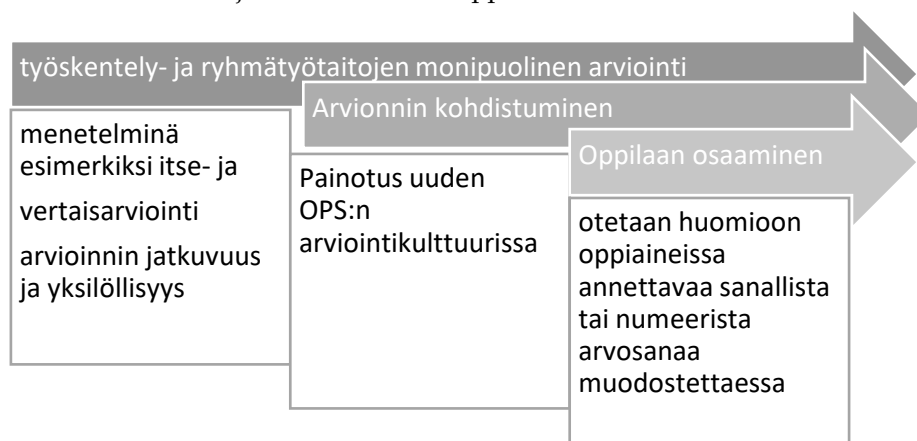 työskentely- ja ryhmätyötaitojen monipuolinen arviointi
menetelminä
esimerkiksi itse- ja
vertaisarviointi
arvioinnin jatkuvuus
ja yksilöllisyys
Arvionnin kohdistuminen
Painotus uuden
OPS:n
arviointikulttuurissa
Oppilaan osaaminen
otetaan huomioon
oppiaineissa
annettavaa sanallista
tai numeerista
arvosanaa
muodostettaessa